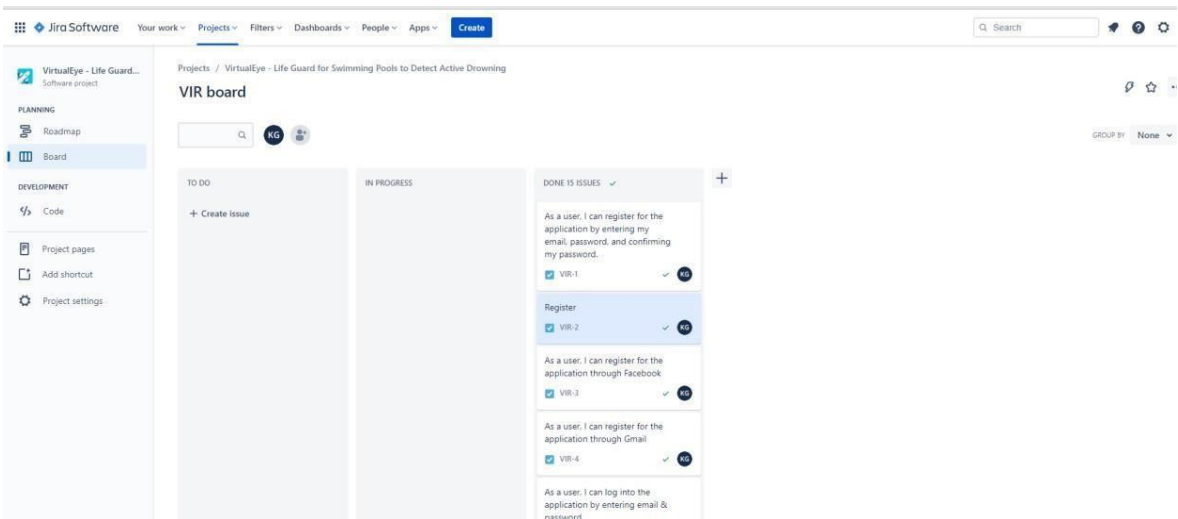 Jira Software
Your work
Projects
Filters
Dashboards
People
Apps
Create
Search
VirtualEye - Life Guard...
Software project
PLANNING
Roadmap
Board
DEVELOPMENT
Code
Project pages
Add shortcut
Project settings
Projects / VirtualEye - Life Guard for Swimming Pools to Detect Active Drowning
VIR board
KG
GROUP BY None
TO DO
+ Create issue
IN PROGRESS
DONE 15 ISSUES
As a user, I can register for the
application by entering my
email, password, and confirming
my password.
VIR-1 KG
Register
VIR-2 KG
As a user, I can register for the
application through Facebook
VIR-3 KG
As a user, I can register for the
application through Gmail
VIR-4 KG
As a user, I can log into the
application by entering email &
password